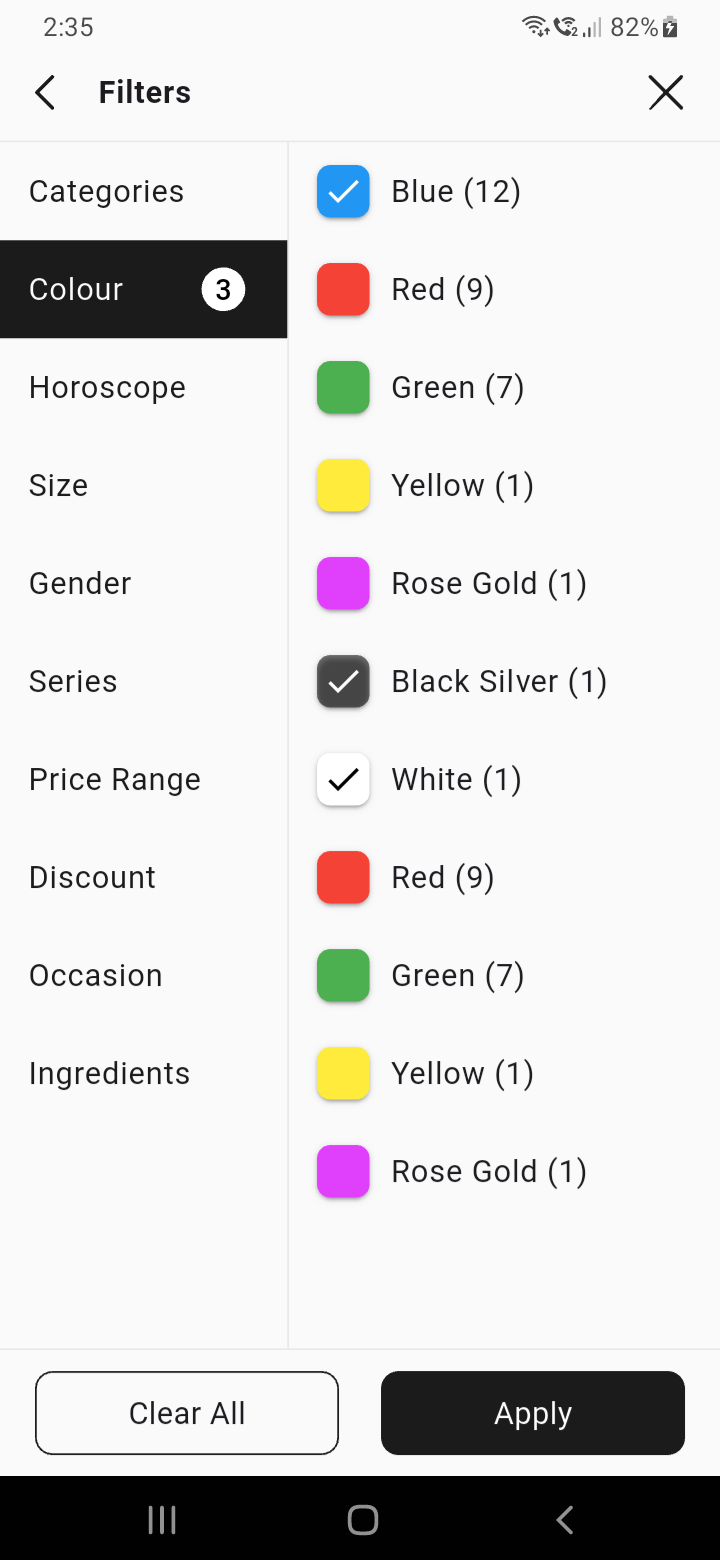 2:35
82%
Filters
Categories
Colour 3
Horoscope
Size
Gender
Series
Price Range
Discount
Occasion
Ingredients
Blue (12)
Red (9)
Green (7)
Yellow (1)
Rose Gold (1)
Black Silver (1)
White (1)
Red (9)
Green (7)
Yellow (1)
Rose Gold (1)
Clear All
Apply